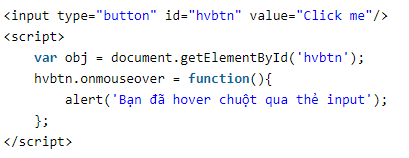 <input type="button" id="hvbtn" value="Click me"/>
<script>
    var obj = document.getElementById('hvbtn');
    hvbtn.onmouseover = function(){
        alert('Bạn đã hover chuột qua thẻ input');
    };
</script>